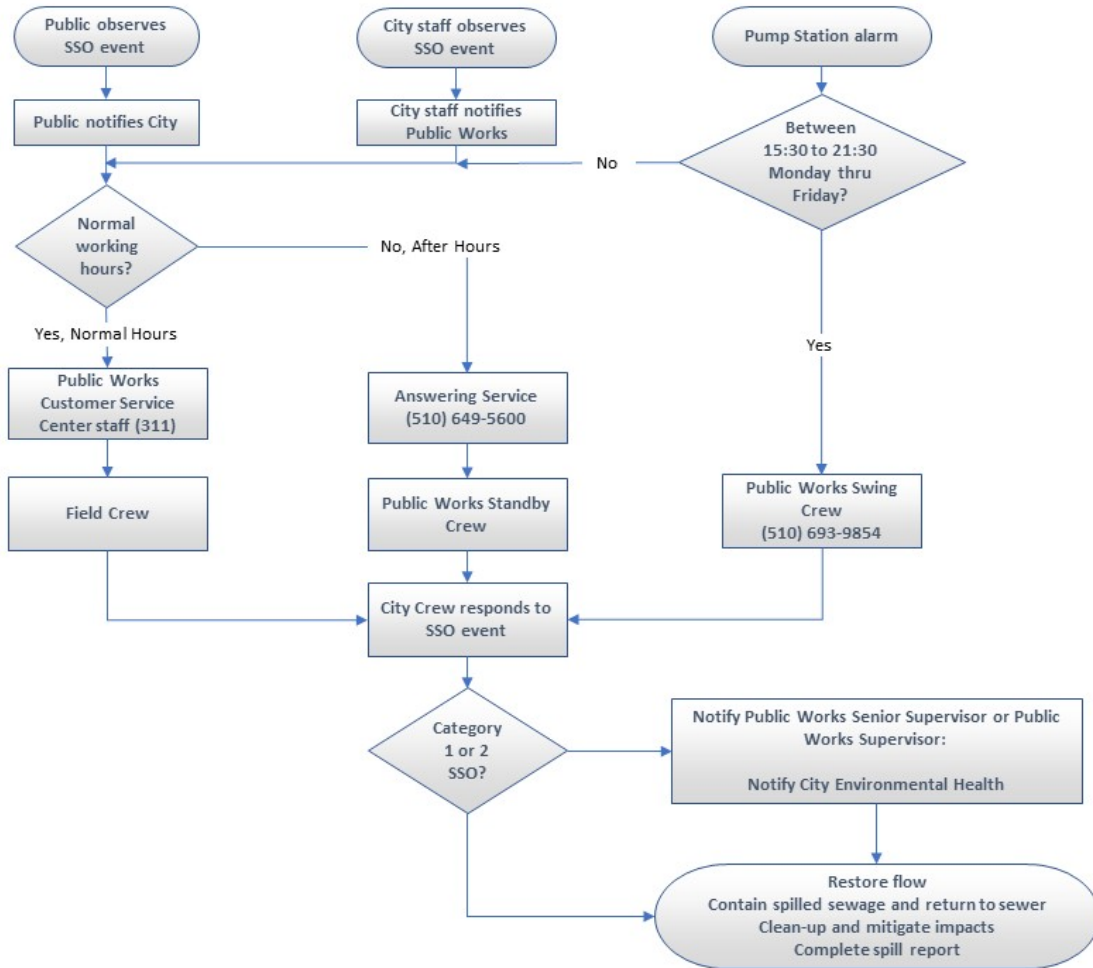 Public observes
SSO event
City staff observes
SSO event
Pump Station alarm
Public notifies City
City staff notifies
Public Works
Between
15:30 to 21:30
Monday thru
Friday?
No
Normal
working
hours?
No, After Hours
Yes, Normal Hours
Yes
Public Works
Customer Service
Center staff (311)
Answering Service
(510) 649-5600
Field Crew
Public Works Standby
Crew
Public Works Swing
Crew
(510) 693-9854
City Crew responds to
SSO event
Category
1 or 2
SSO?
Notify Public Works Senior Supervisor or Public
Works Supervisor:
Notify City Environmental Health
Restore flow
Contain spilled sewage and return to sewer
Clean-up and mitigate impacts
Complete spill report